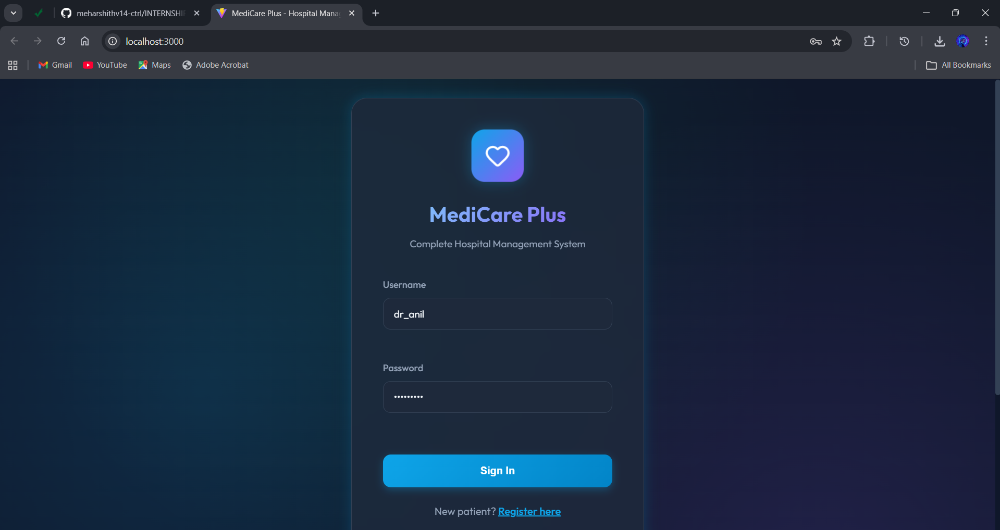 meharshithv14-ctrl/INTERNSHIP
MediCare Plus - Hospital Mana
localhost:3000
Gmail
YouTube
Maps
Adobe Acrobat
All Bookmarks
MediCare Plus
Complete Hospital Management System
Username
dr_anil
Password
•••••••••
Sign In
New patient? Register here